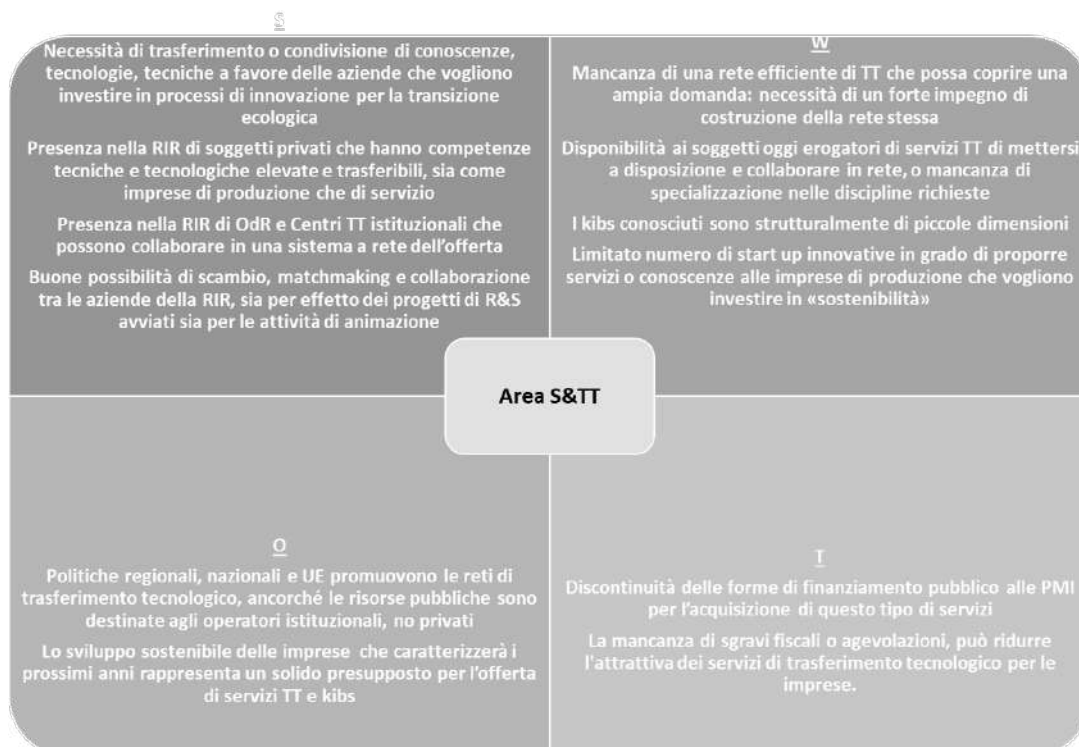 S
Necessità di trasferimento o condivisione di conoscenze,
tecnologie, tecniche a favore delle aziende che vogliono
investire in processi di innovazione per la transizione
ecologica
Presenza nella RIR di soggetti privati che hanno competenze
tecniche e tecnologiche elevate e trasferibili, sia come
imprese di produzione che di servizio
Presenza nella RIR di OdR e Centri TT istituzionali che
possono collaborare in una sistema a rete dell'offerta
Buone possibilità di scambio, matchmaking e collaborazione
tra le aziende della RIR, sia per effetto dei progetti di R&S
avviati sia per le attività di animazione
W
Mancanza di una rete efficiente di TT che possa coprire una
ampia domanda: necessità di un forte impegno di
costruzione della rete stessa
Disponibilità ai soggetti oggi erogatori di servizi TT di mettersi
a disposizione e collaborare in rete, o mancanza di
specializzazione nelle discipline richieste
I kibs conosciuti sono strutturalmente di piccole dimensioni
Limitato numero di start up innovative in grado di proporre
servizi o conoscenze alle imprese di produzione che vogliono
investire in «sostenibilità»
Area S&TT
O
Politiche regionali, nazionali e UE promuovono le reti di
trasferimento tecnologico, ancorché le risorse pubbliche sono
destinate agli operatori istituzionali, no privati
Lo sviluppo sostenibile delle imprese che caratterizzerà i
prossimi anni rappresenta un solido presupposto per l'offerta
di servizi TT e kibs
T
Discontinuità delle forme di finanziamento pubblico alle PMI
per l'acquisizione di questo tipo di servizi
La mancanza di sgravi fiscali o agevolazioni, può ridurre
l'attrattiva dei servizi di trasferimento tecnologico per le
imprese.